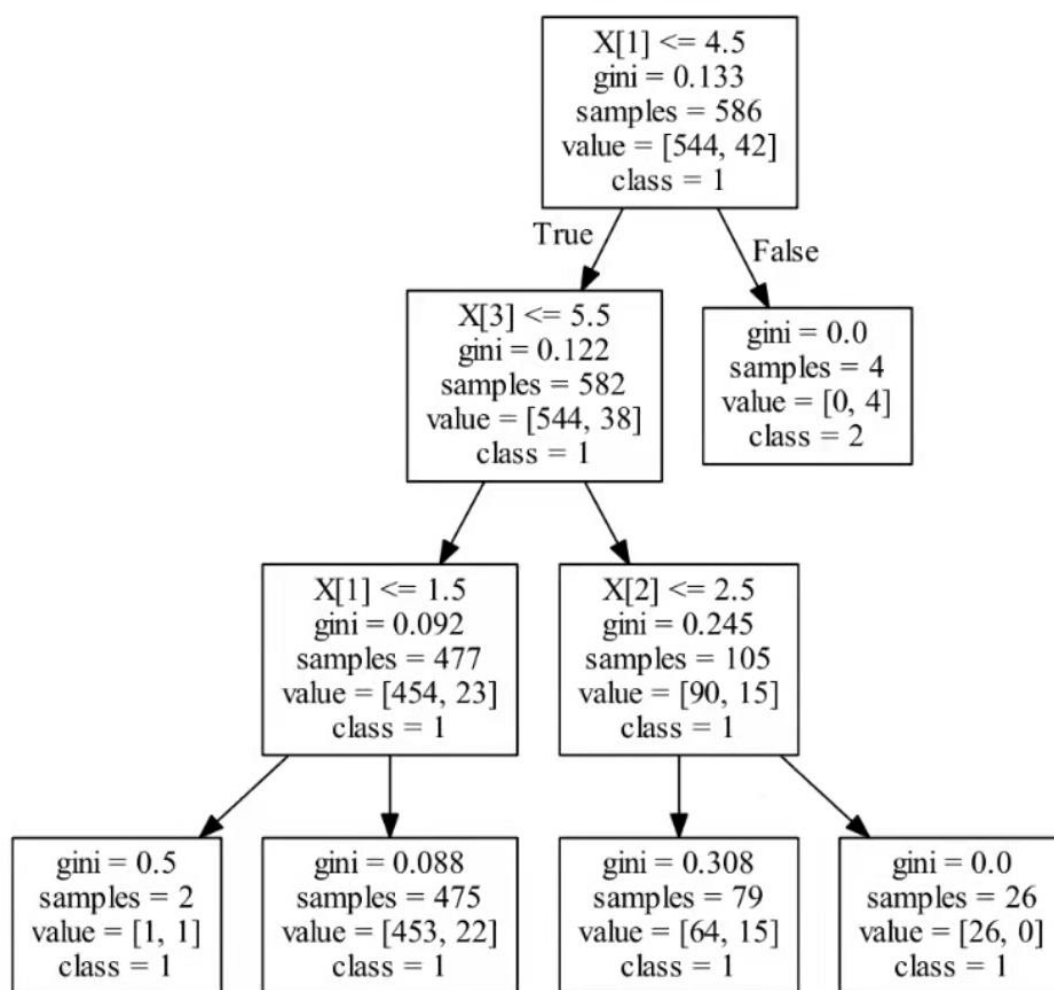 X[1] <= 4.5
gini = 0.133
samples = 586
value = [544, 42]
class = 1
True
False
X[3] <= 5.5
gini = 0.122
samples = 582
value = [544, 38]
class = 1
gini = 0.0
samples = 4
value = [0, 4]
class = 2
X[1] <= 1.5
gini = 0.092
samples = 477
value = [454, 23]
class = 1
X[2] <= 2.5
gini = 0.245
samples = 105
value = [90, 15]
class = 1
gini = 0.5
samples = 2
value = [1, 1]
class = 1
gini = 0.088
samples = 475
value = [453, 22]
class = 1
gini = 0.308
samples = 79
value = [64, 15]
class = 1
gini = 0.0
samples = 26
value = [26, 0]
class = 1